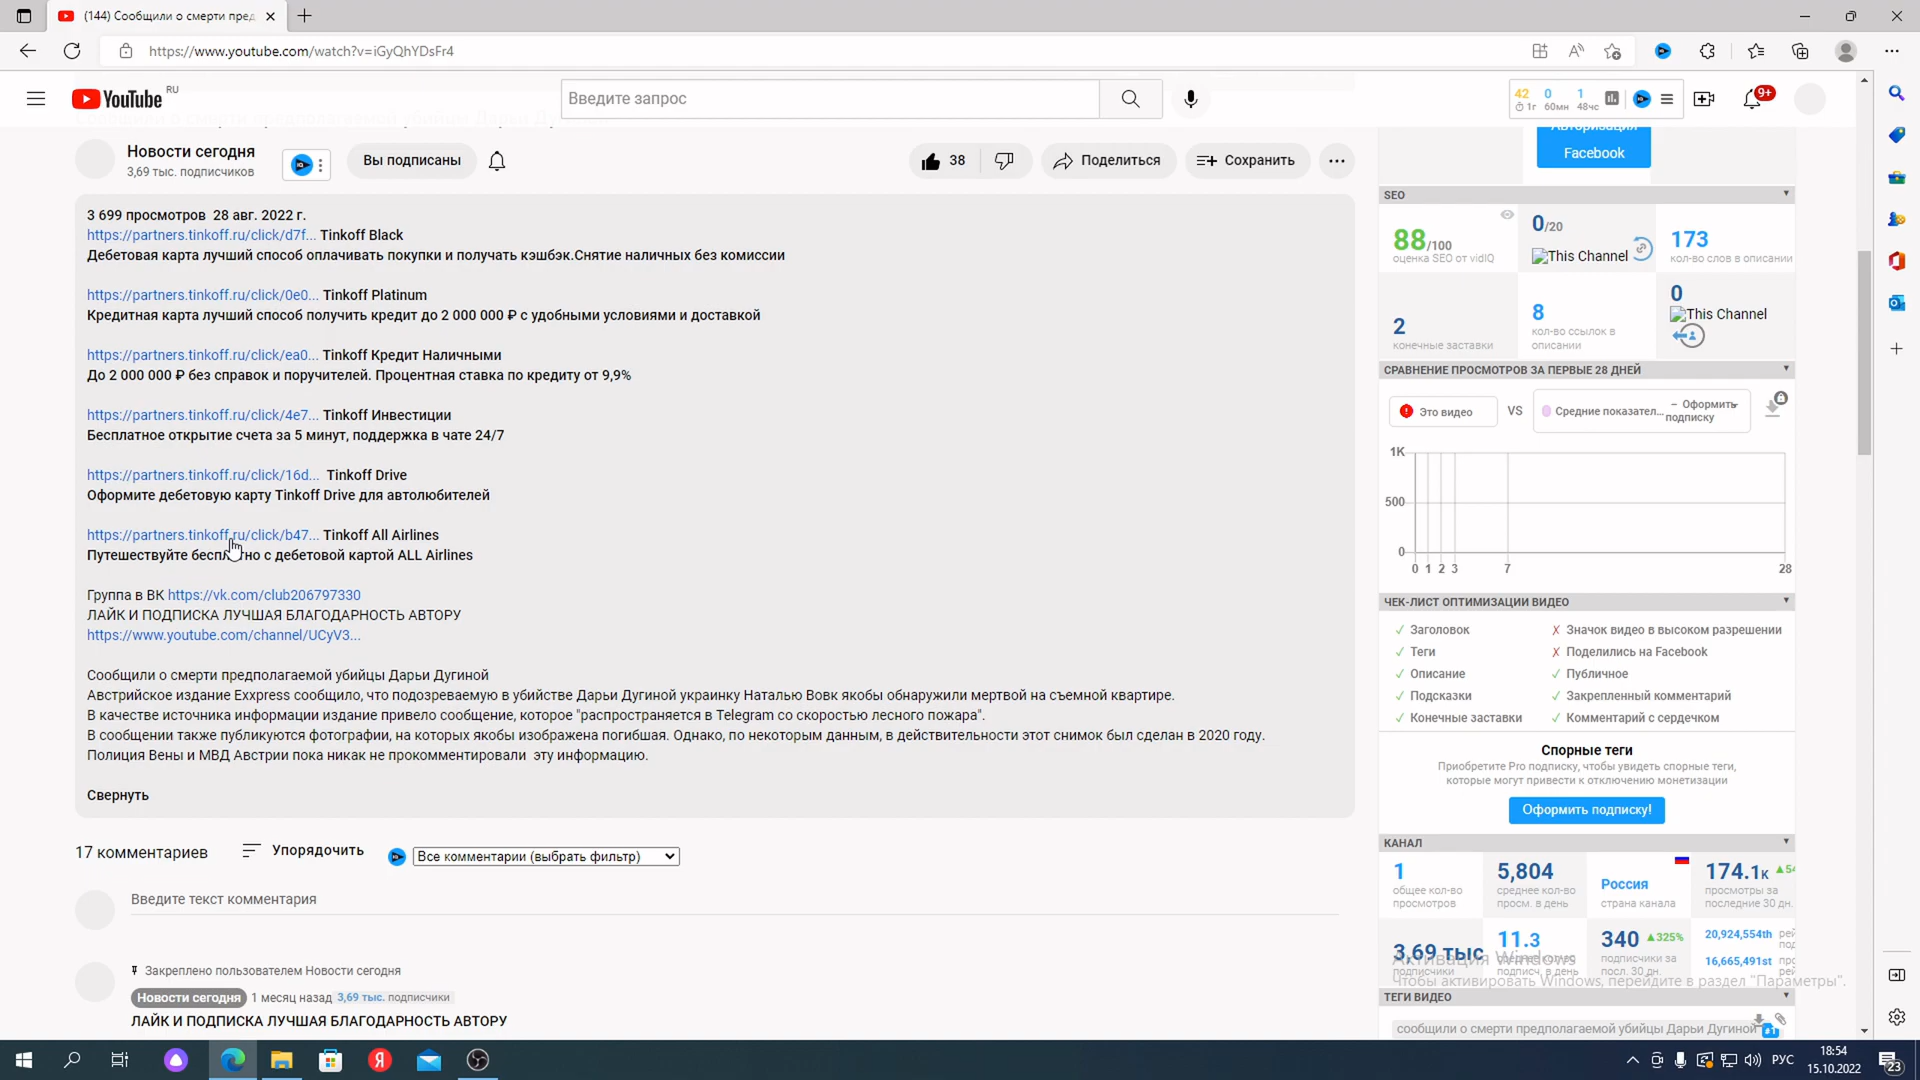 (144) Сообщили о смерти пред
https://www.youtube.com/watch?v=iGyQhYDsFr4
YouTube RU
Введите запрос
42 0 1
1г 60мн 48чс
9+
Новости сегодня
3,69 тыс. подписчиков
Вы подписаны
38
Поделиться
Сохранить
3 699 просмотров 28 авг. 2022 г.
https://partners.tinkoff.ru/click/d7f... Tinkoff Black
Дебетовая карта лучший способ оплачивать покупки и получать кэшбэк.Снятие наличных без комиссии
https://partners.tinkoff.ru/click/0e0... Tinkoff Platinum
Кредитная карта лучший способ получить кредит до 2 000 000 ₽ с удобными условиями и доставкой
https://partners.tinkoff.ru/click/ea0... Tinkoff Кредит Наличными
До 2 000 000 ₽ без справок и поручителей. Процентная ставка по кредиту от 9,9%
https://partners.tinkoff.ru/click/4e7... Tinkoff Инвестиции
Бесплатное открытие счета за 5 минут, поддержка в чате 24/7
https://partners.tinkoff.ru/click/16d... Tinkoff Drive
Оформите дебетовую карту Tinkoff Drive для автолюбителей
https://partners.tinkoff.ru/click/b47... Tinkoff All Airlines
Путешествуйте бесплатно с дебетовой картой ALL Airlines
Группа в ВК https://vk.com/club206797330
ЛАЙК И ПОДПИСКА ЛУЧШАЯ БЛАГОДАРНОСТЬ АВТОРУ
https://www.youtube.com/channel/UCyV3...
Сообщили о смерти предполагаемой убийцы Дарьи Дугиной
Австрийское издание Exxpress сообщило, что подозреваемую в убийстве Дарьи Дугиной украинку Наталью Вовк якобы обнаружили мертвой на съемной квартире.
В качестве источника информации издание привело сообщение, которое "распространяется в Telegram со скоростью лесного пожара".
В сообщении также публикуются фотографии, на которых якобы изображена погибшая. Однако, по некоторым данным, в действительности этот снимок был сделан в 2020 году.
Полиция Вены и МВД Австрии пока никак не прокомментировали эту информацию.
Свернуть
17 комментариев
Упорядочить
Все комментарии (выбрать фильтр)
Введите текст комментария
Закреплено пользователем Новости сегодня
Новости сегодня 1 месяц назад 3,69 тыс. подписчики
ЛАЙК И ПОДПИСКА ЛУЧШАЯ БЛАГОДАРНОСТЬ АВТОРУ
Авторизация
Facebook
SEO
88/100
оценка SEO от vidIQ
0/20
This Channel
173
кол-во слов в описании
2
конечные заставки
8
кол-во ссылок в
описании
0
This Channel
СРАВНЕНИЕ ПРОСМОТРОВ ЗА ПЕРВЫЕ 28 ДНЕЙ
Это видео
VS
Средние показател...
– Оформить
подписку
1K
500
0
0 1 2 3 7 28
ЧЕК-ЛИСТ ОПТИМИЗАЦИИ ВИДЕО
✓ Заголовок
✗ Значок видео в высоком разрешении
✓ Теги
✗ Поделились на Facebook
✓ Описание
✓ Публичное
✓ Подсказки
✓ Закрепленный комментарий
✓ Конечные заставки
✓ Комментарий с сердечком
Спорные теги
Приобретите Pro подписку, чтобы увидеть спорные теги,
которые могут привести к отключению монетизации
Оформить подписку!
КАНАЛ
1
общее кол-во
просмотров
5,804
среднее кол-во
просм. в день
Россия
страна канала
174.1K
просмотры за
последние 30 дн.
3,69 тыс
подписчики
11.3
подписч. в день
340 ▲325%
подписчики за
посл. 30 дн.
20,924,554th
16,665,491st
Активация Windows
Чтобы активировать Windows, перейдите в раздел "Параметры".
ТЕГИ ВИДЕО
сообщили о смерти предполагаемой убийцы Дарьи Дугиной
#1
РУС
18:54
15.10.2022
23